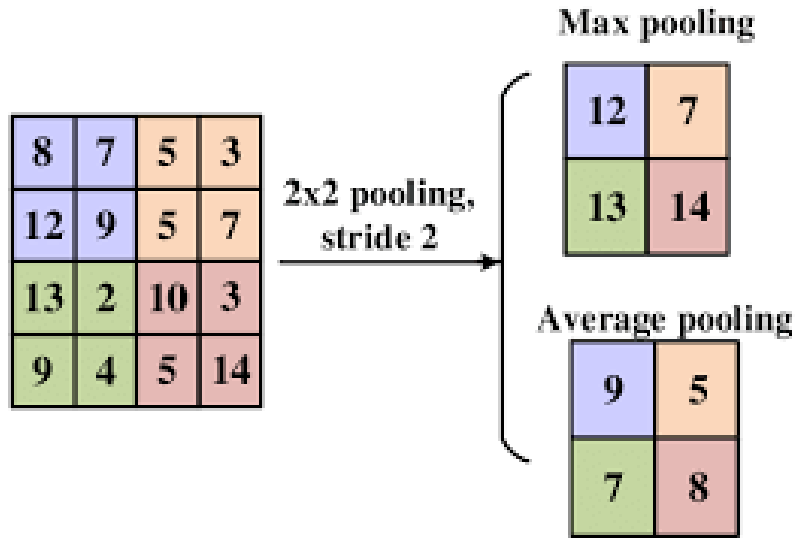 Max pooling
12 7
13 14
8 7 5 3
12 9 5 7
13 2 10 3
9 4 5 14
2x2 pooling,
stride 2
Average pooling
9 5
7 8